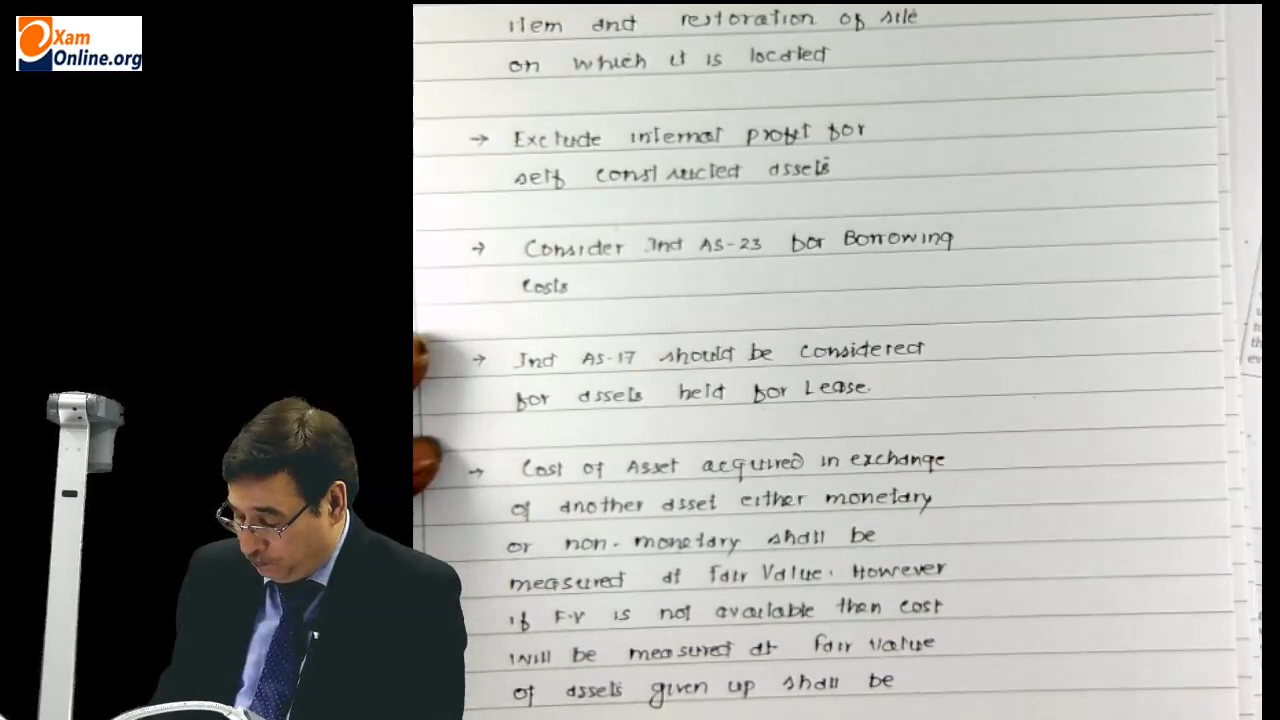 Xam
Online.org
item and restoration of site
on which it is located
→ Exclude internal profit for
self constructed assets
→ Consider Ind AS-23 for Borrowing
Costs
→ Ind AS-17 should be considered
for assets held for Lease.
→ Cost of Asset acquired in exchange
of another asset either monetary
or non-monetary shall be
measured at Fair Value. However
if F.V is not available then cost
will be measured at fair value
of assets given up shall be